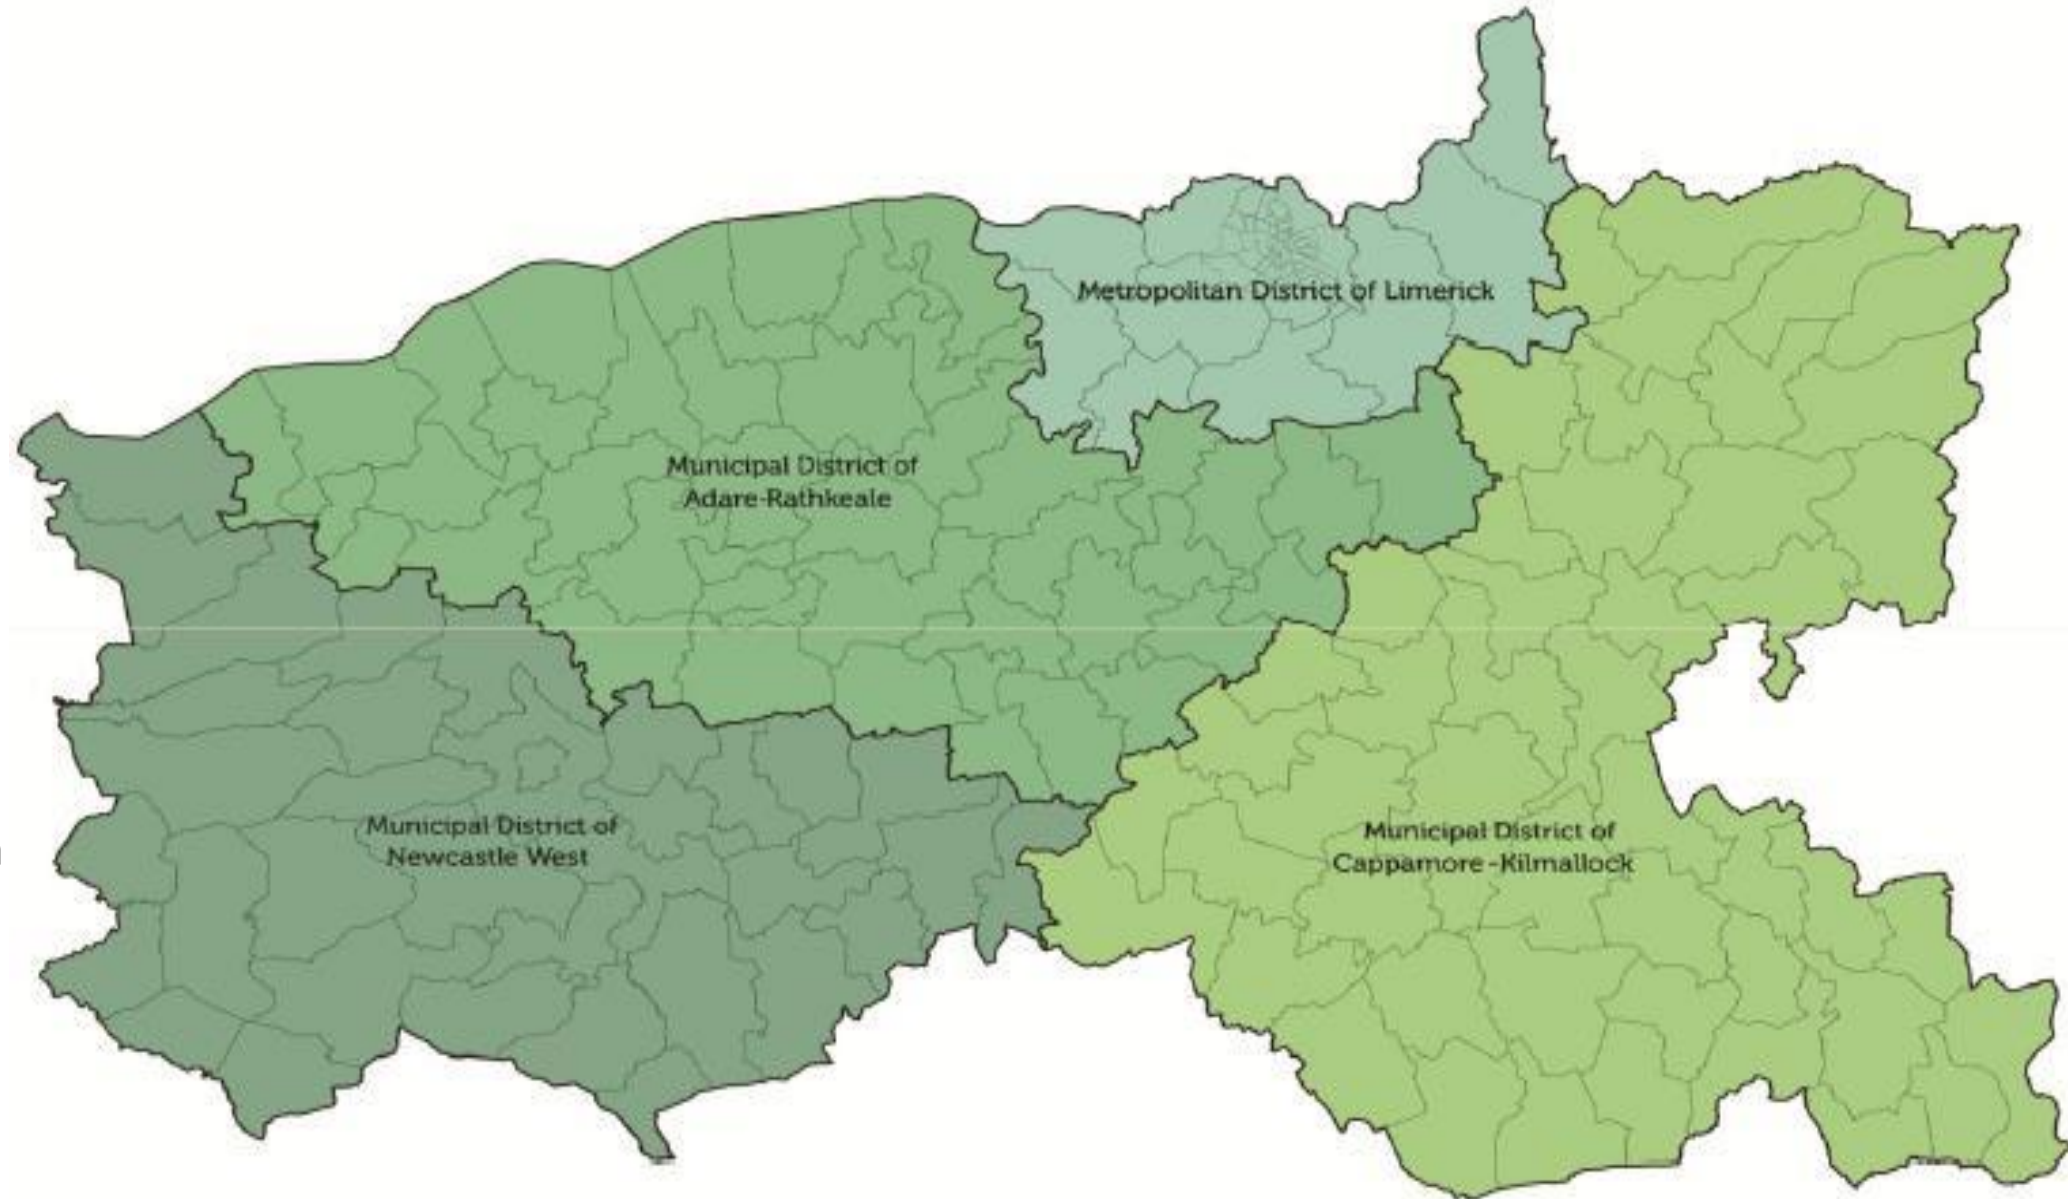 Metropolitan District of Limerick
Municipal District of
Adare-Rathkeale
Municipal District of
Newcastle West
Municipal District of
Cappamore-Kilmallock